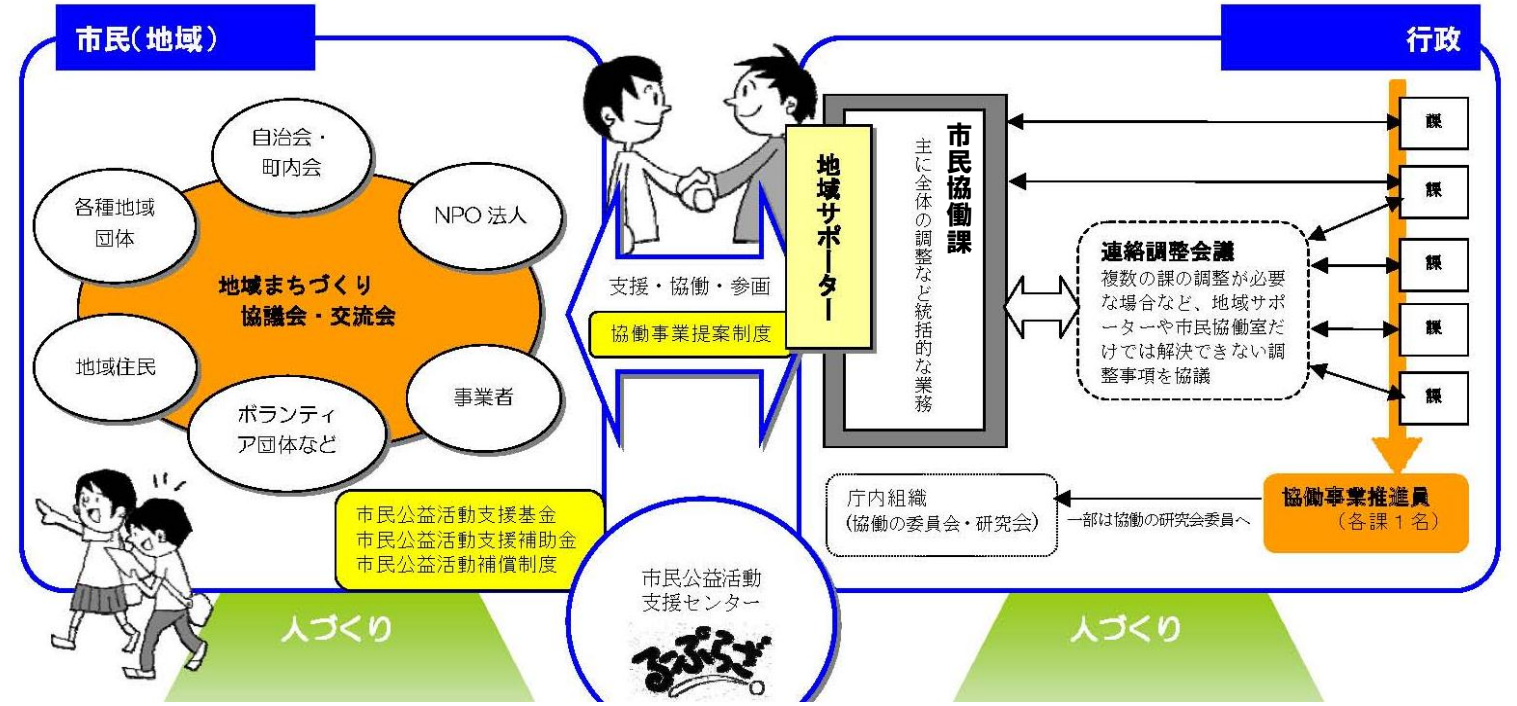 市民(地域)
自治会・
町内会
各種地域
団体
NPO 法人
地域まちづくり
協議会・交流会
地域住民
事業者
ボランティ
ア団体など
市民公益活動支援基金
市民公益活動支援補助金
市民公益活動補償制度
人づくり
支援・協働・参画
協働事業提案制度
地域サポーター
市民公益活動
支援センター
るーぷらざ
行政
市民協働課
主に全体の調整など統括的な業務
課
課
課
課
課
連絡調整会議
複数の課の調整が必要
な場合など、地域サポ
ーターや市民協働室だ
けでは解決できない調
整事項を協議
庁内組織
(協働の委員会・研究会)
一部は協働の研究会委員へ
協働事業推進員
(各課1名)
人づくり